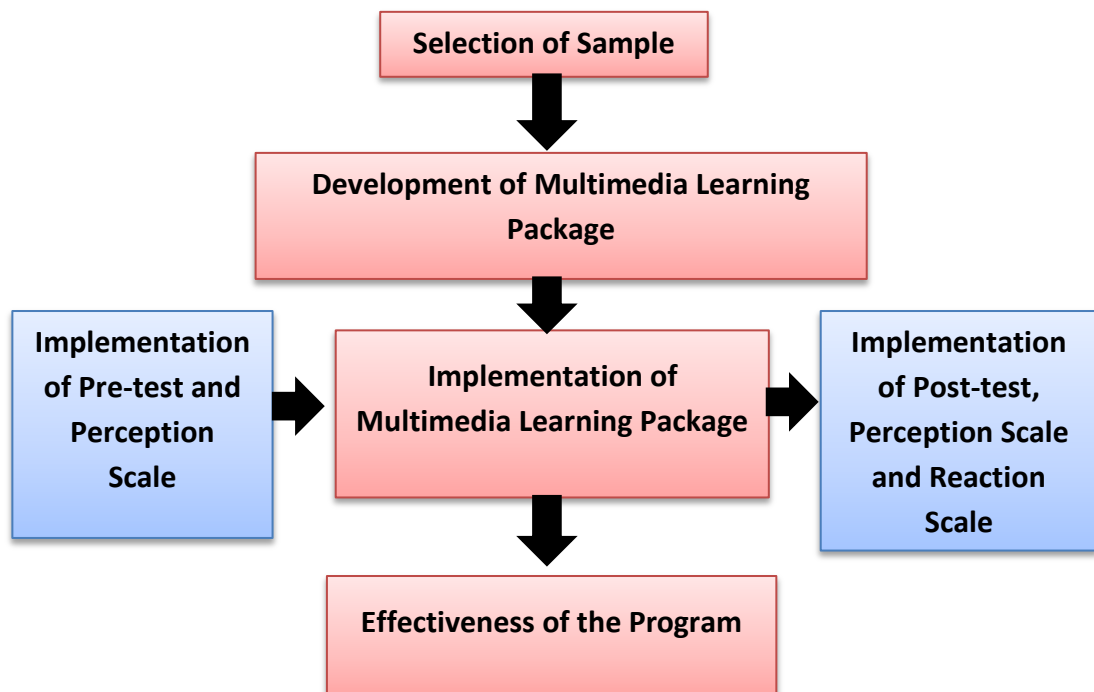 Selection of Sample
Development of Multimedia Learning
Package
Implementation
of Pre-test and
Perception
Scale
Implementation of
Multimedia Learning Package
Implementation
of Post-test,
Perception Scale
and Reaction
Scale
Effectiveness of the Program